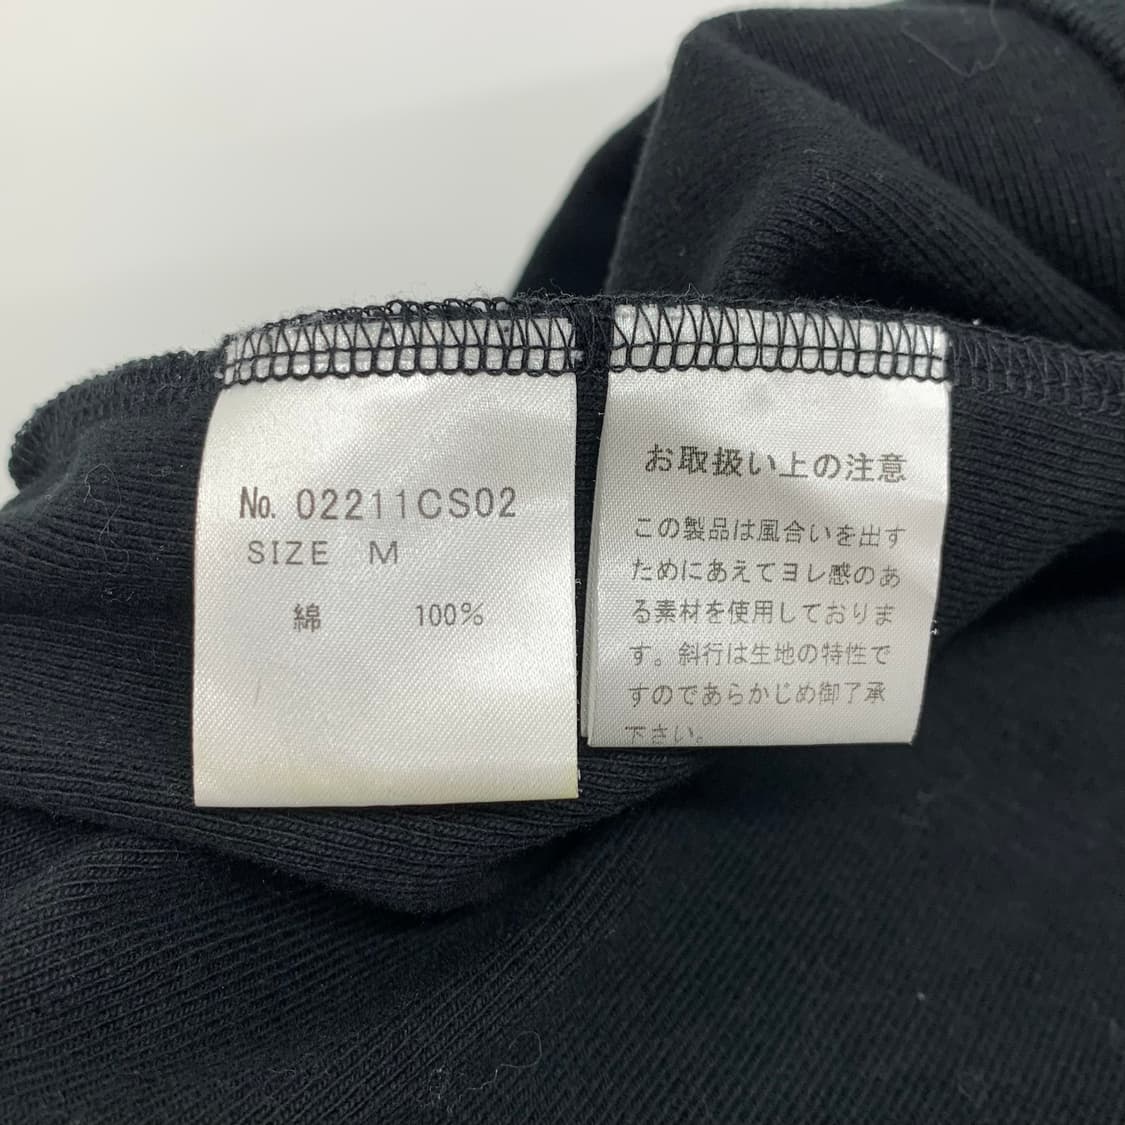 No. 02211CS02
SIZE M
綿 100%
お取扱い上の注意
この製品は風合いを出す
ためにあえてヨレ感のあ
る素材を使用しておりま
す。斜行は生地の特性で
すのであらかじめ御了承
下さい。